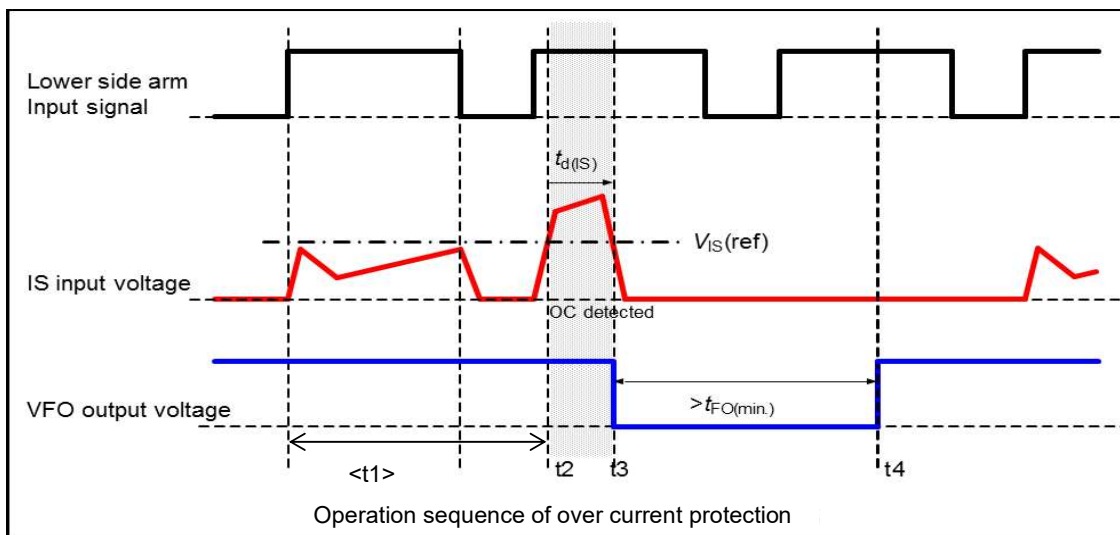 Lower side arm
Input signal
td(IS)
VIS(ref)
IS input voltage
OC detected
VFO output voltage
>tFO(min.)
<t1>
t2
t3
t4
Operation sequence of over current protection